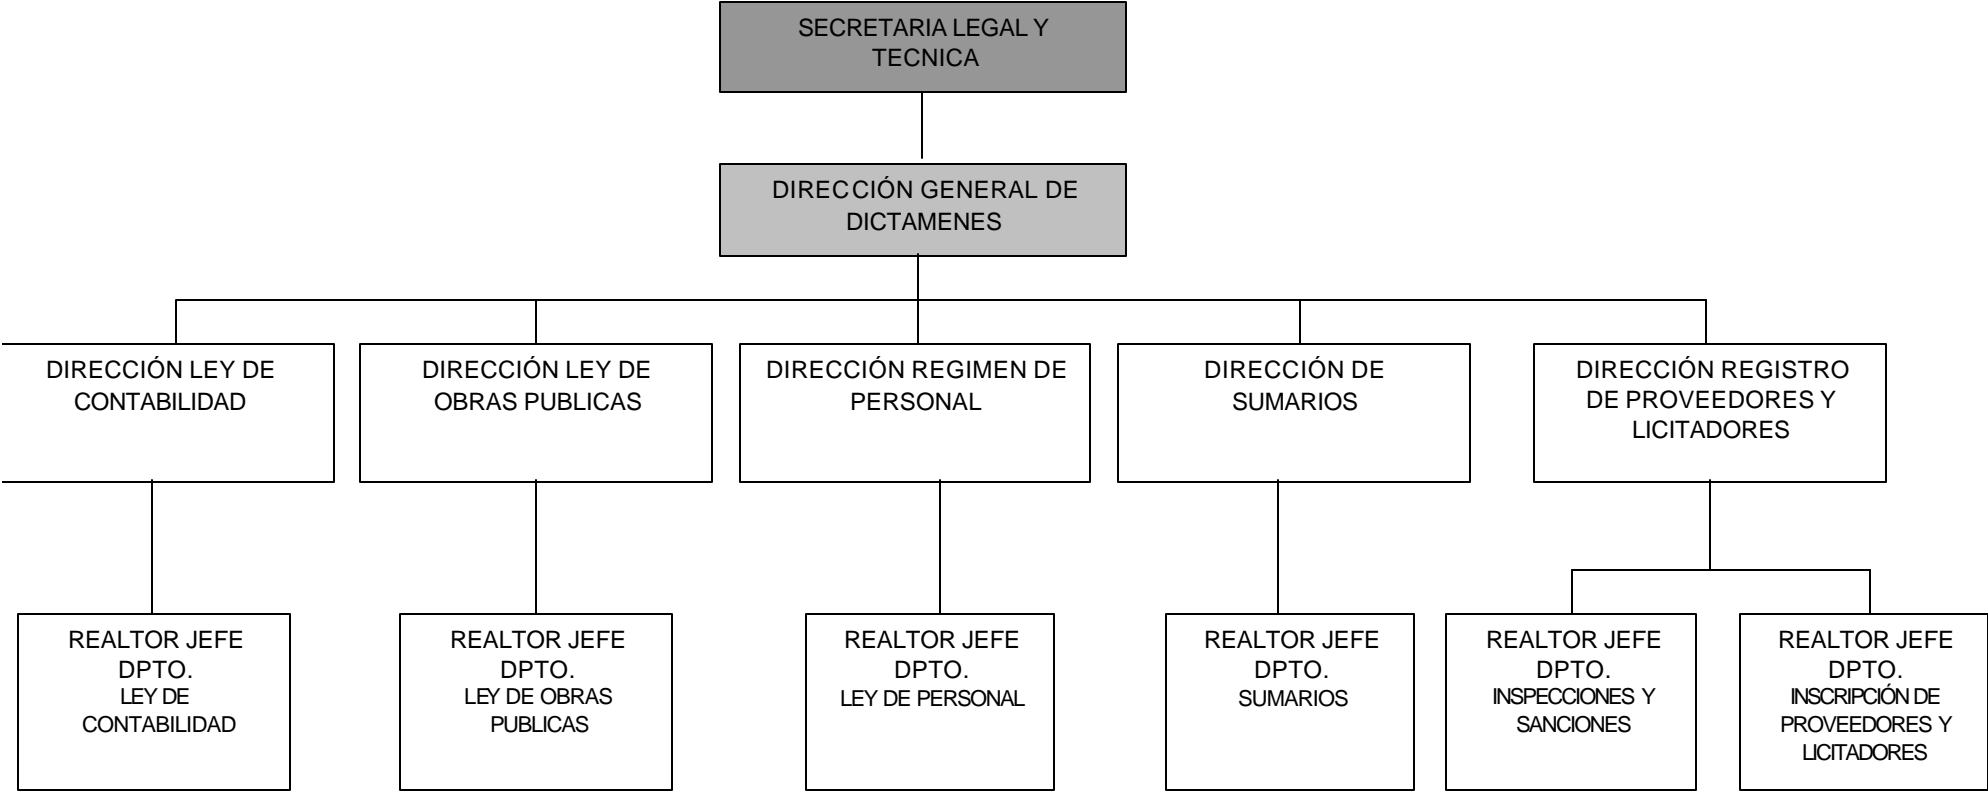 SECRETARIA LEGAL Y
TECNICA
DIRECCIÓN GENERAL DE
DICTAMENES
DIRECCIÓN LEY DE
CONTABILIDAD
DIRECCIÓN LEY DE
OBRAS PUBLICAS
DIRECCIÓN REGIMEN DE
PERSONAL
DIRECCIÓN DE
SUMARIOS
DIRECCIÓN REGISTRO
DE PROVEEDORES Y
LICITADORES
REALTOR JEFE
DPTO.
LEY DE
CONTABILIDAD
REALTOR JEFE
DPTO.
LEY DE OBRAS
PUBLICAS
REALTOR JEFE
DPTO.
LEY DE PERSONAL
REALTOR JEFE
DPTO.
SUMARIOS
REALTOR JEFE
DPTO.
INSPECCIONES Y
SANCIONES
REALTOR JEFE
DPTO.
INSCRIPCIÓN DE
PROVEEDORES Y
LICITADORES